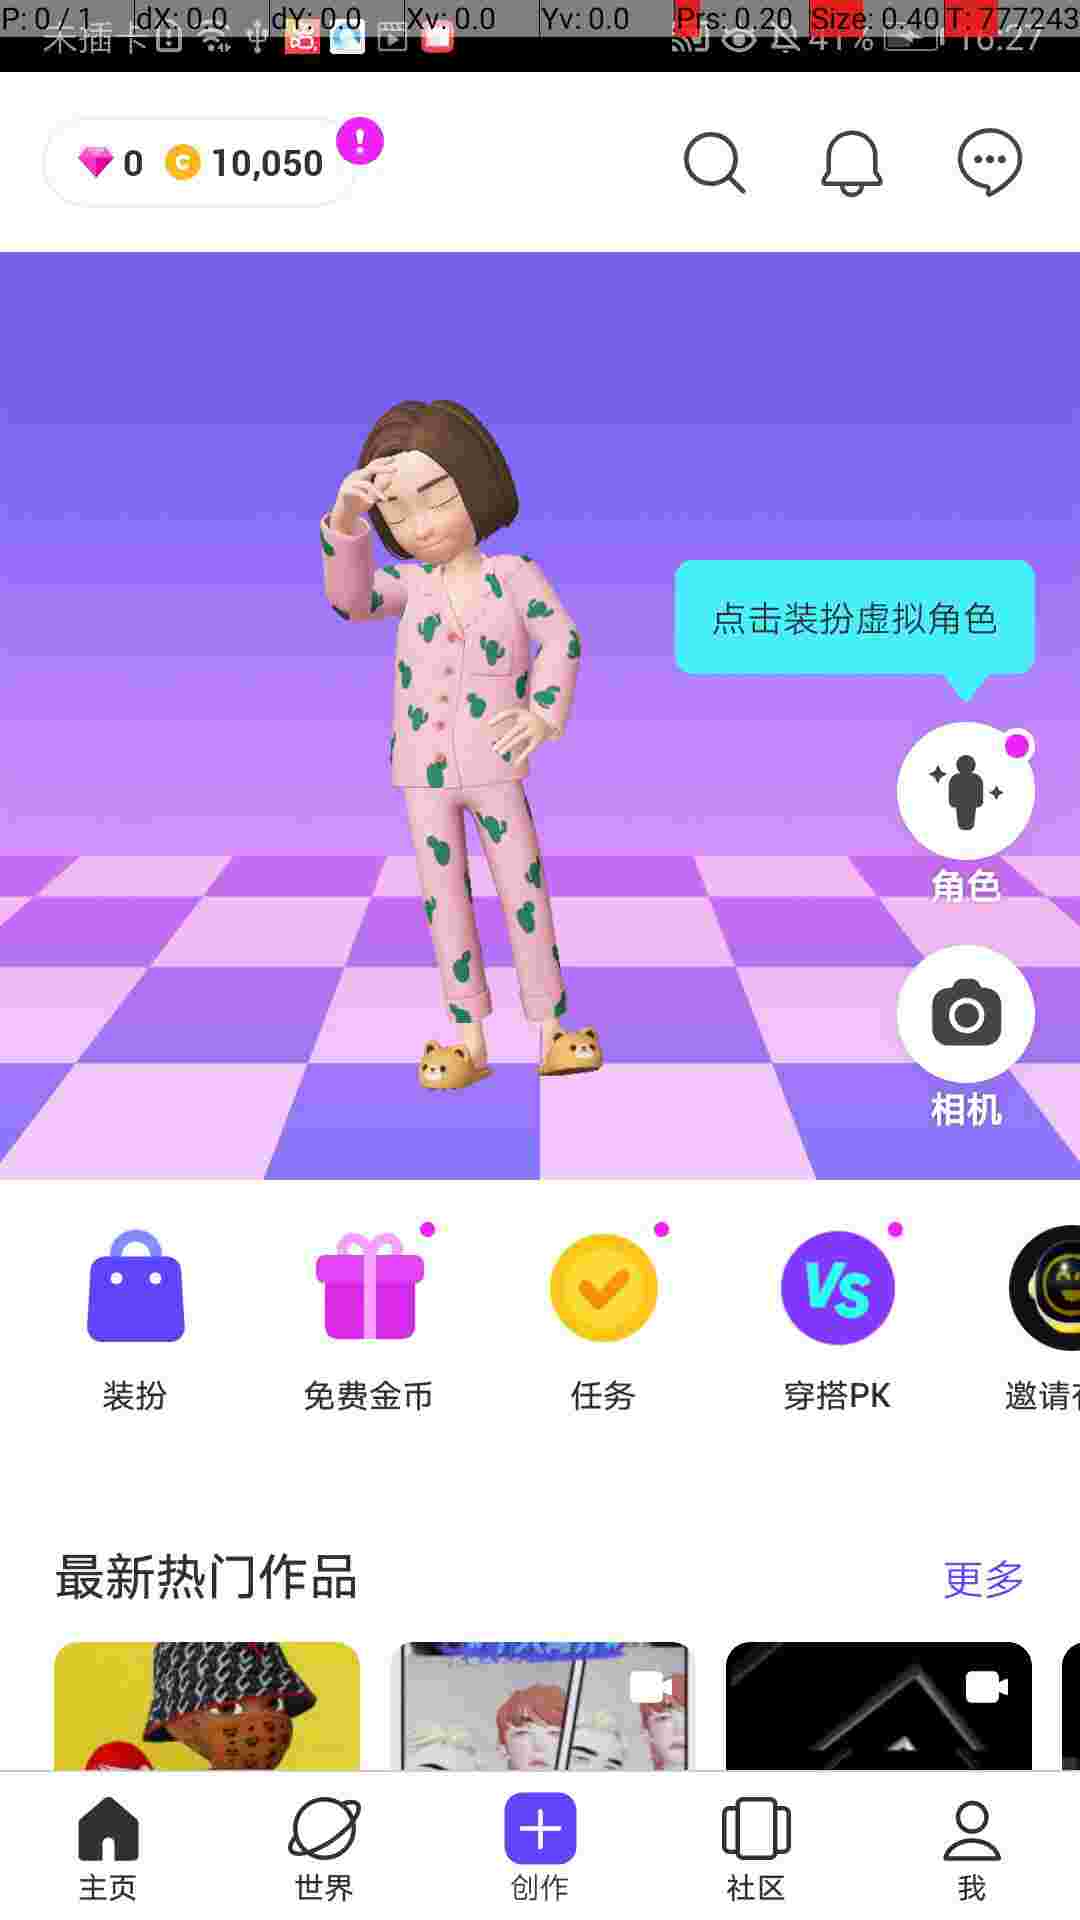 P: 0 / 1 dX: 0.0 dY: 0.0 Xv: 0.0 Yv: 0.0 Prs: 0.20 Size: 0.40 T: 777243
未插卡 41% 16:27
0 C 10,050 !
点击装扮虚拟角色
角色
相机
VS
装扮 免费金币 任务 穿搭PK 邀请
最新热门作品 更多
主页 世界 创作 社区 我